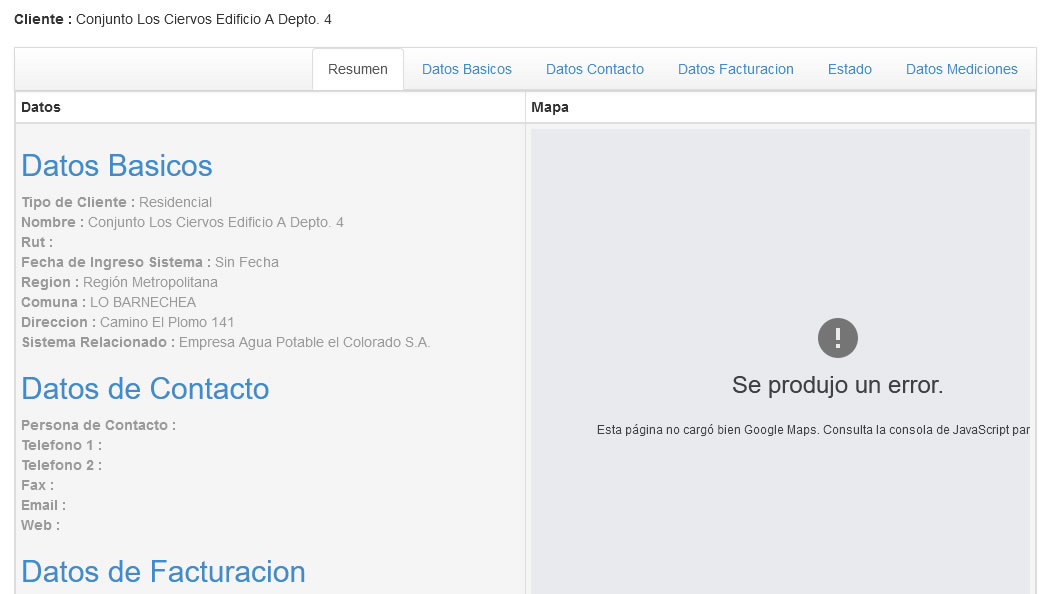 Cliente : Conjunto Los Ciervos Edificio A Depto. 4
Resumen Datos Basicos Datos Contacto Datos Facturacion Estado Datos Mediciones
Datos Mapa
Datos Basicos
Tipo de Cliente : Residencial
Nombre : Conjunto Los Ciervos Edificio A Depto. 4
Rut :
Fecha de Ingreso Sistema : Sin Fecha
Region : Región Metropolitana
Comuna : LO BARNECHEA
Direccion : Camino El Plomo 141
Sistema Relacionado : Empresa Agua Potable el Colorado S.A.
Datos de Contacto
Persona de Contacto :
Telefono 1 :
Telefono 2 :
Fax :
Email :
Web :
Datos de Facturacion
Se produjo un error.
Esta página no cargó bien Google Maps. Consulta la consola de JavaScript par